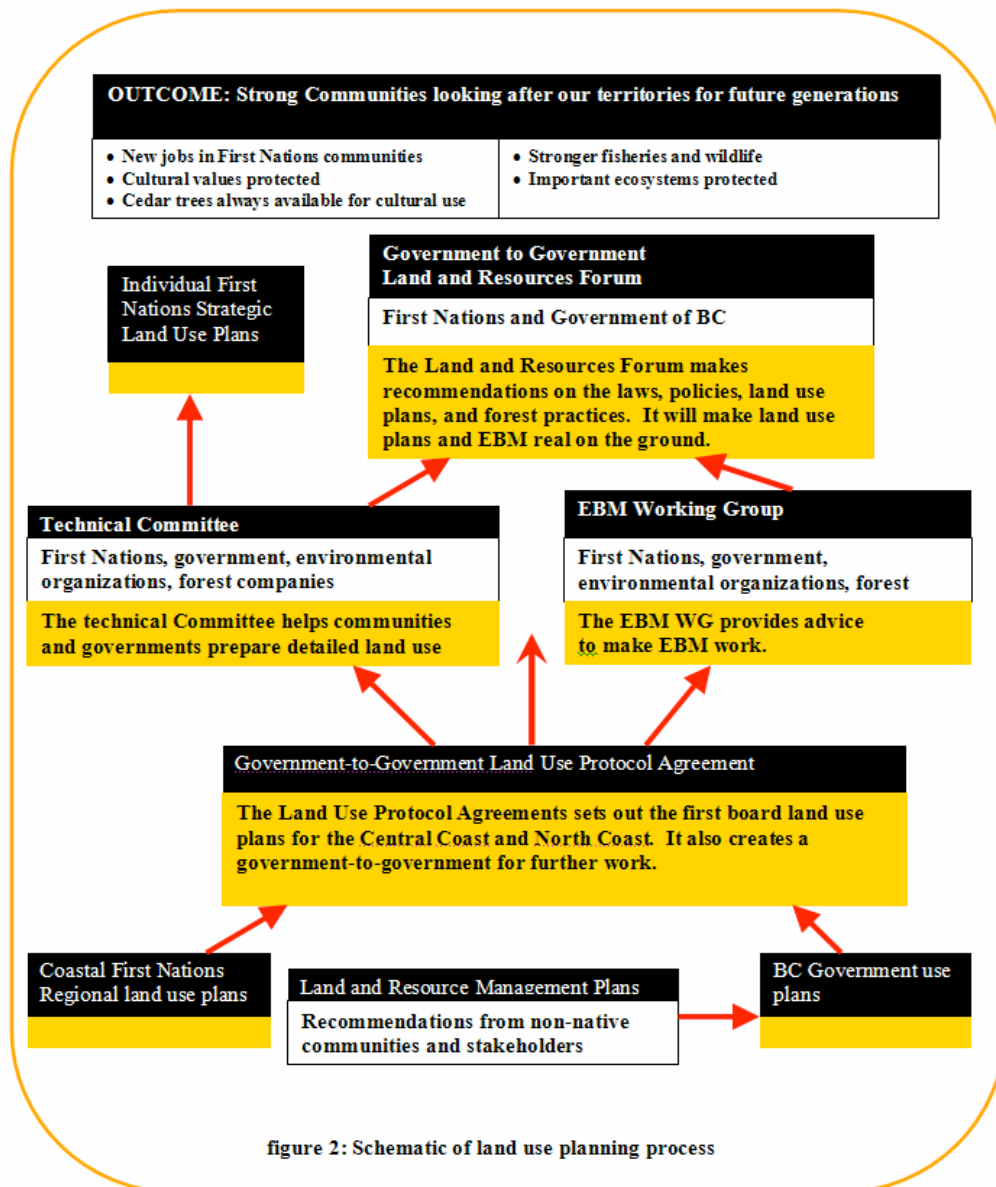 OUTCOME: Strong Communities looking after our territories for future generations
• New jobs in First Nations communities
• Cultural values protected
• Cedar trees always available for cultural use
• Stronger fisheries and wildlife
• Important ecosystems protected
Individual First
Nations Strategic
Land Use Plans
Government to Government
Land and Resources Forum
First Nations and Government of BC
The Land and Resources Forum makes
recommendations on the laws, policies, land use
plans, and forest practices. It will make land use
plans and EBM real on the ground.
Technical Committee
First Nations, government, environmental
organizations, forest companies
The technical Committee helps communities
and governments prepare detailed land use
EBM Working Group
First Nations, government,
environmental organizations, forest
The EBM WG provides advice
to make EBM work.
Government-to-Government Land Use Protocol Agreement
The Land Use Protocol Agreements sets out the first board land use
plans for the Central Coast and North Coast. It also creates a
government-to-government for further work.
Coastal First Nations
Regional land use plans
Land and Resource Management Plans
Recommendations from non-native
communities and stakeholders
BC Government use
plans
figure 2: Schematic of land use planning process